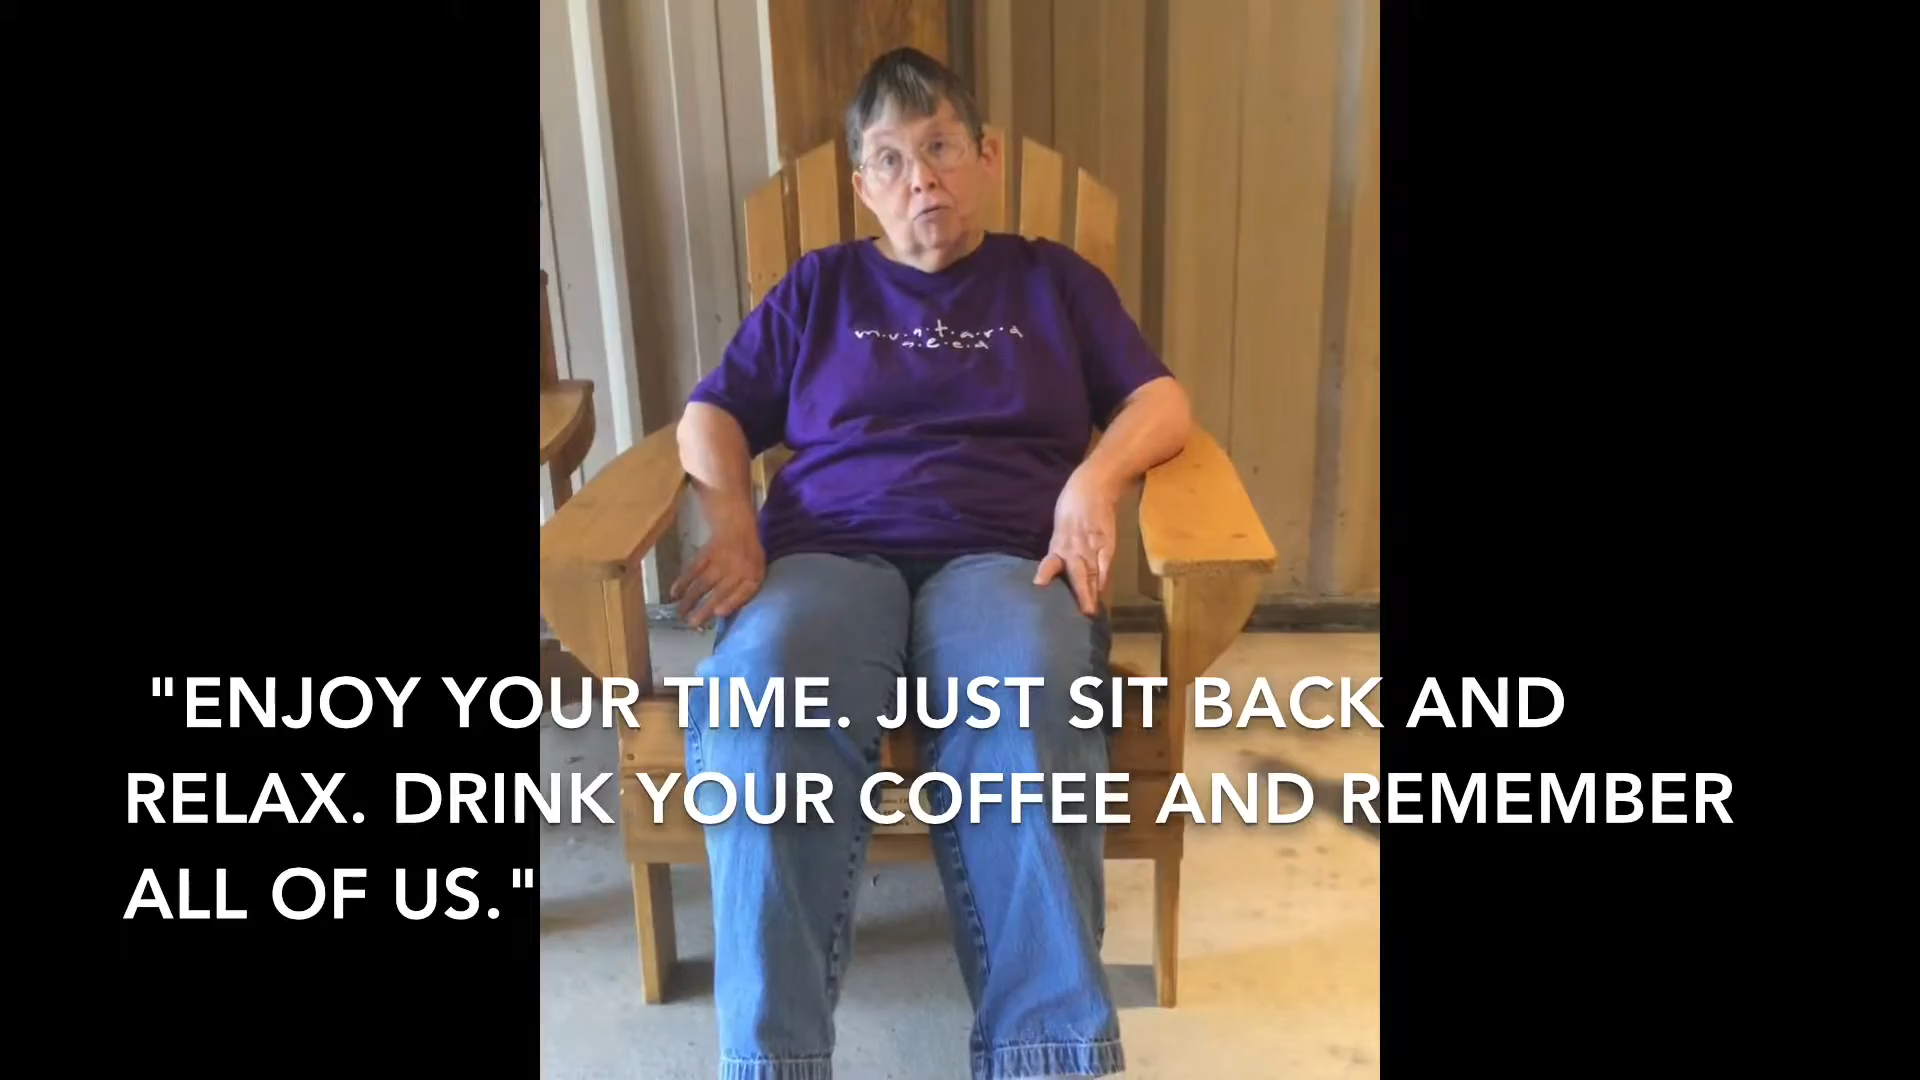 m.u.s.t.a.r.d
s.e.e.d
"ENJOY YOUR TIME. JUST SIT BACK AND
RELAX. DRINK YOUR COFFEE AND REMEMBER
ALL OF US."